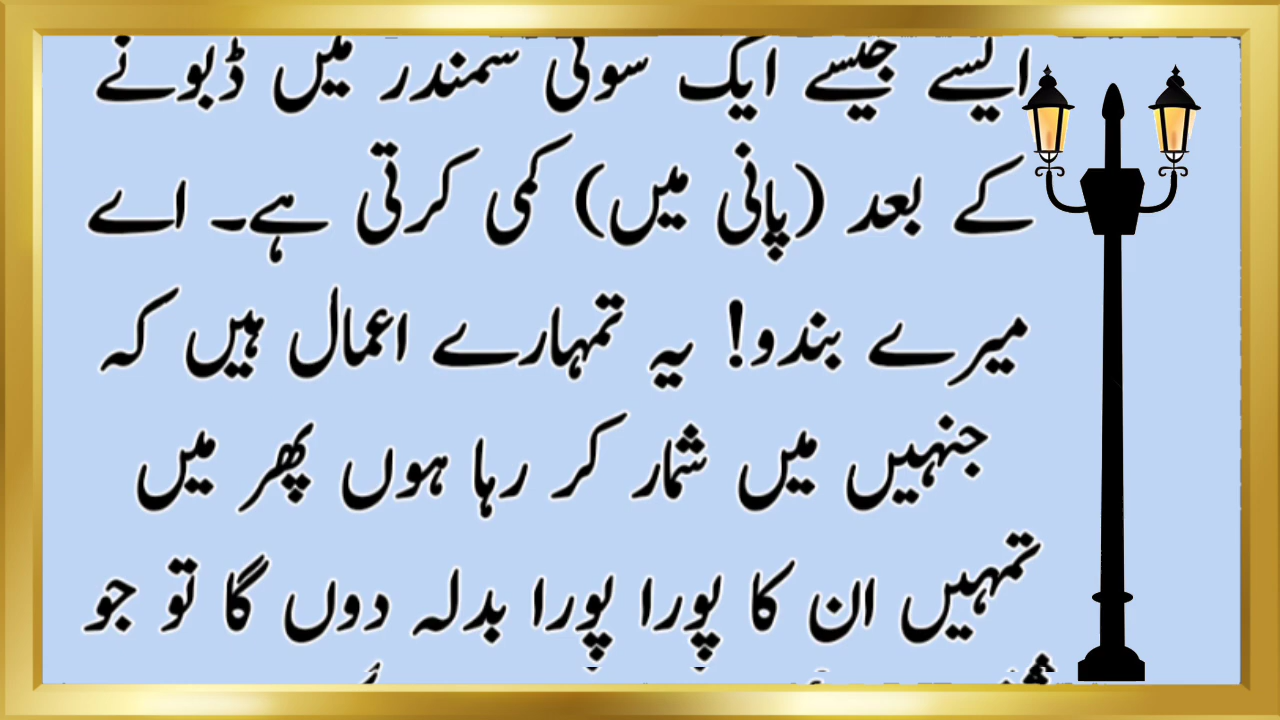 ایسے جیسے ایک سوئی سمندر میں ڈبونے
کے بعد (پانی میں) کمی کرتی ہے۔ اے
میرے بندو! یہ تمہارے اعمال ہیں کہ
جنہیں میں شمار کر رہا ہوں پھر میں
تمہیں ان کا پورا پورا بدلہ دوں گا تو جو